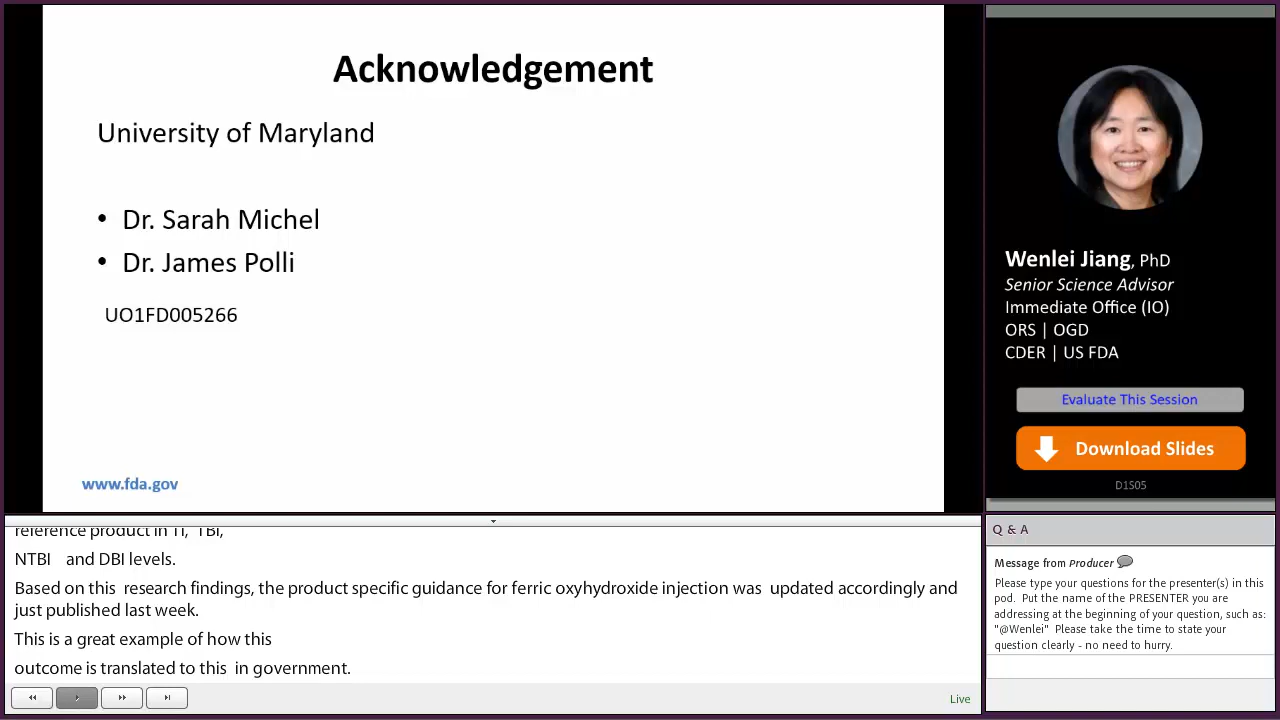 Acknowledgement
University of Maryland
• Dr. Sarah Michel
• Dr. James Polli
UO1FD005266
www.fda.gov
Wenlei Jiang, PhD
Senior Science Advisor
Immediate Office (IO)
ORS | OGD
CDER | US FDA
Evaluate This Session
Download Slides
D1S05
reference product in TI, TBI,
NTBI and DBI levels.
Based on this research findings, the product specific guidance for ferric oxyhydroxide injection was updated accordingly and
just published last week.
This is a great example of how this
outcome is translated to this in government.
Live
Q & A
Message from Producer
Please type your questions for the presenter(s) in this
pod. Put the name of the PRESENTER you are
addressing at the beginning of your question, such as:
"@Wenlei" Please take the time to state your
question clearly - no need to hurry.